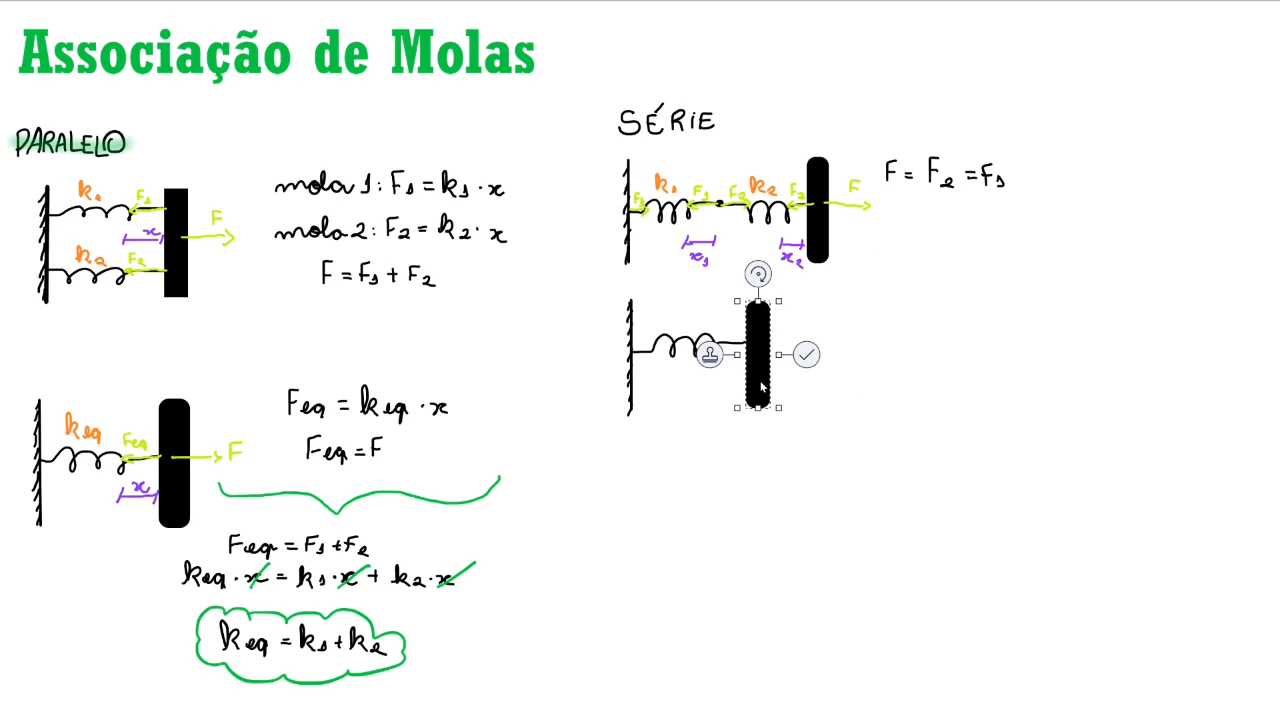 Associação de Molas
PARALELO
k1 F1
F
x
k2 F2
mola 1: F1 = k1 · x
mola 2: F2 = k2 · x
F = F1 + F2
keq Feq
F
x
Feq = keq · x
Feq = F
Feq = F1 + F2
keq · x = k1 · x + k2 · x
keq = k1 + k2
SÉRIE
F1 k1 F1 F2 k2 F2 F
x1 x2
F = F2 = F1